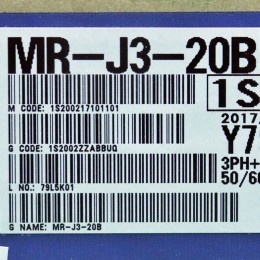 MR-J3-20B
1S
M CODE: 1S200217101101
2017
Y7
G CODE: 1S2002ZZABBUQ
3PH+
50/60
L NO.: 79L5K01
G NAME: MR-J3-20B